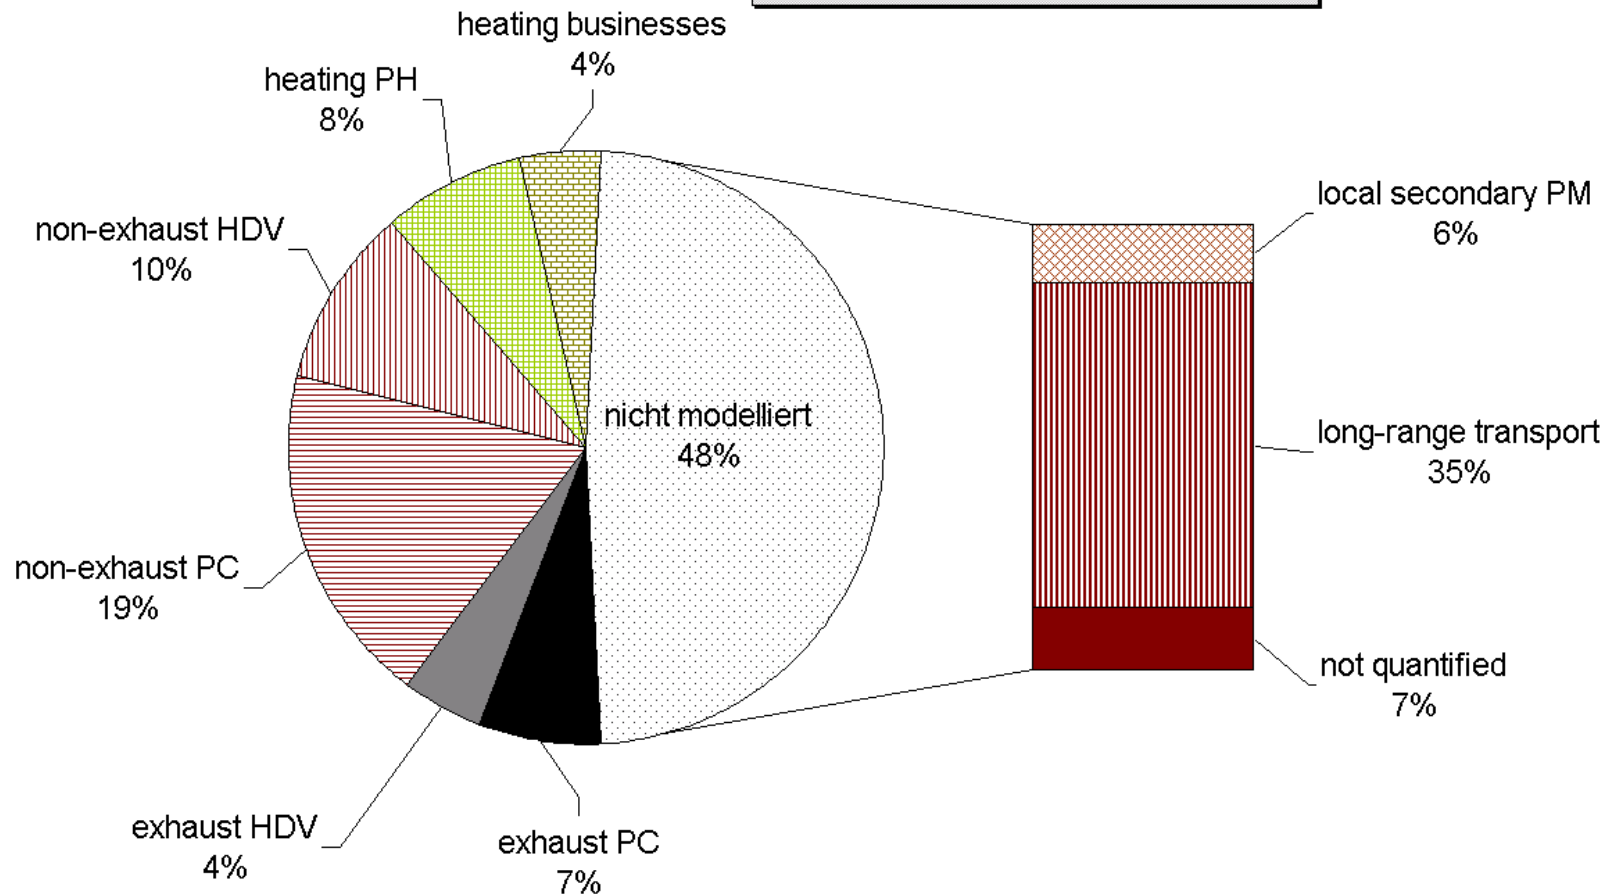 heating businesses
4%
heating PH
8%
non-exhaust HDV
10%
non-exhaust PC
19%
exhaust HDV
4%
exhaust PC
7%
nicht modelliert
48%
local secondary PM
6%
long-range transport
35%
not quantified
7%